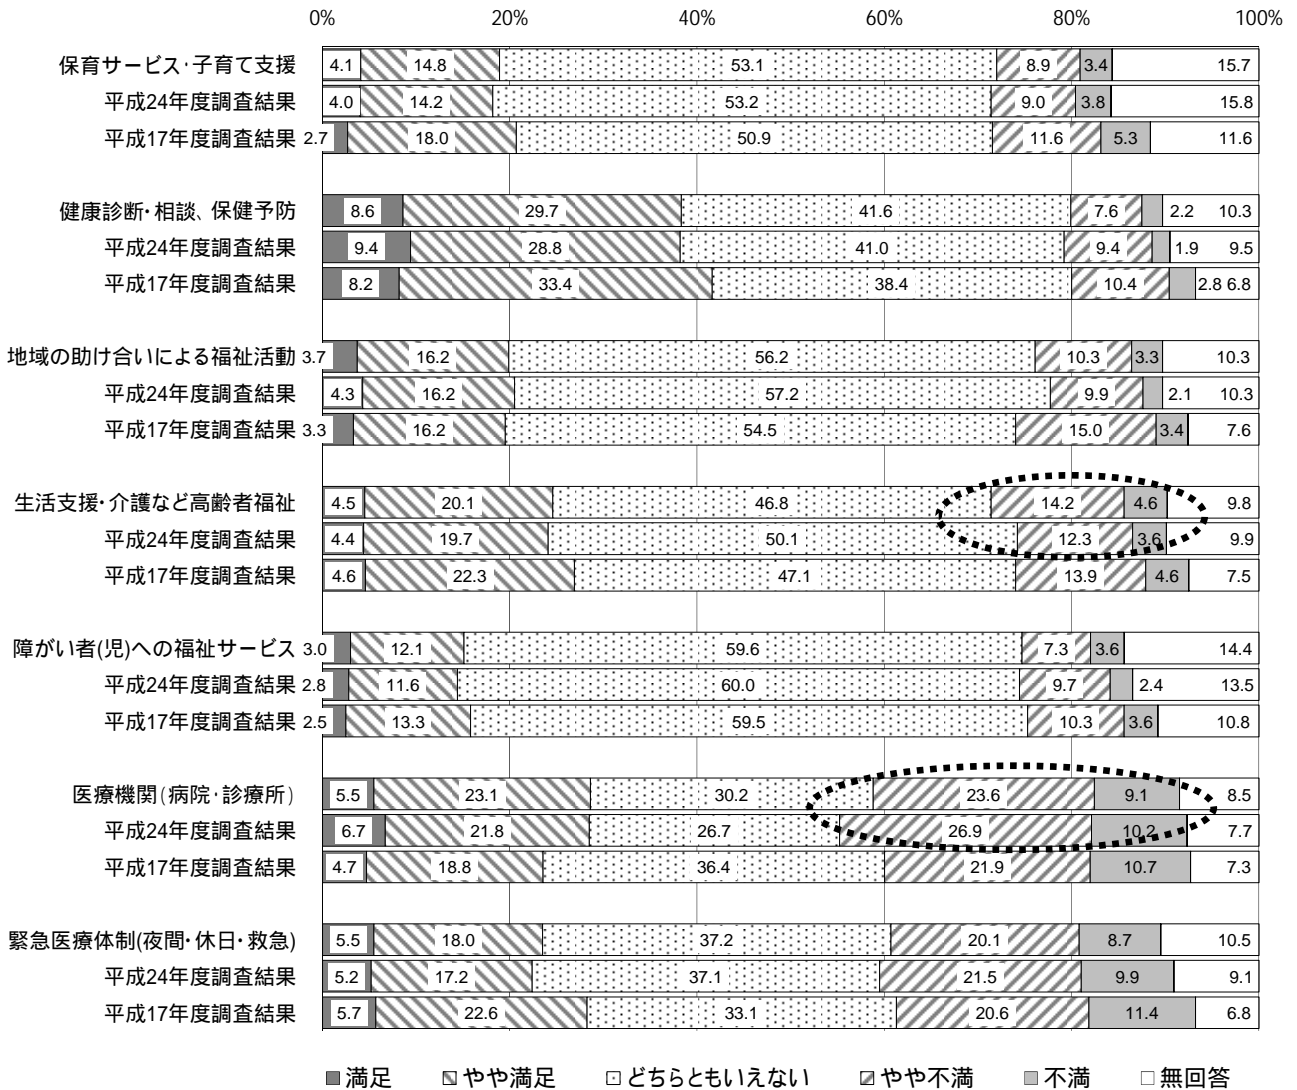 0% 20% 40% 60% 80% 100%
保育サービス・子育て支援 4.1 14.8 53.1 8.9 3.4 15.7
平成24年度調査結果 4.0 14.2 53.2 9.0 3.8 15.8
平成17年度調査結果 2.7 18.0 50.9 11.6 5.3 11.6
健康診断・相談、保健予防 8.6 29.7 41.6 7.6 2.2 10.3
平成24年度調査結果 9.4 28.8 41.0 9.4 1.9 9.5
平成17年度調査結果 8.2 33.4 38.4 10.4 2.8 6.8
地域の助け合いによる福祉活動 3.7 16.2 56.2 10.3 3.3 10.3
平成24年度調査結果 4.3 16.2 57.2 9.9 2.1 10.3
平成17年度調査結果 3.3 16.2 54.5 15.0 3.4 7.6
生活支援・介護など高齢者福祉 4.5 20.1 46.8 14.2 4.6 9.8
平成24年度調査結果 4.4 19.7 50.1 12.3 3.6 9.9
平成17年度調査結果 4.6 22.3 47.1 13.9 4.6 7.5
障がい者(児)への福祉サービス 3.0 12.1 59.6 7.3 3.6 14.4
平成24年度調査結果 2.8 11.6 60.0 9.7 2.4 13.5
平成17年度調査結果 2.5 13.3 59.5 10.3 3.6 10.8
医療機関(病院・診療所) 5.5 23.1 30.2 23.6 9.1 8.5
平成24年度調査結果 6.7 21.8 26.7 26.9 10.2 7.7
平成17年度調査結果 4.7 18.8 36.4 21.9 10.7 7.3
緊急医療体制(夜間・休日・救急) 5.5 18.0 37.2 20.1 8.7 10.5
平成24年度調査結果 5.2 17.2 37.1 21.5 9.9 9.1
平成17年度調査結果 5.7 22.6 33.1 20.6 11.4 6.8
満足 やや満足 どちらともいえない やや不満 不満 無回答